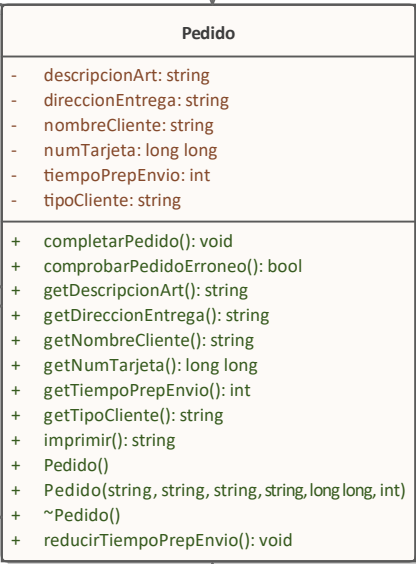 Pedido
- descripcionArt: string
- direccionEntrega: string
- nombreCliente: string
- numTarjeta: long long
- tiempoPrepEnvio: int
- tipoCliente: string
+ completarPedido(): void
+ comprobarPedidoErroneo(): bool
+ getDescripcionArt(): string
+ getDireccionEntrega(): string
+ getNombreCliente(): string
+ getNumTarjeta(): long long
+ getTiempoPrepEnvio(): int
+ getTipoCliente(): string
+ imprimir(): string
+ Pedido()
+ Pedido(string, string, string, string, long long, int)
+ ~Pedido()
+ reducirTiempoPrepEnvio(): void